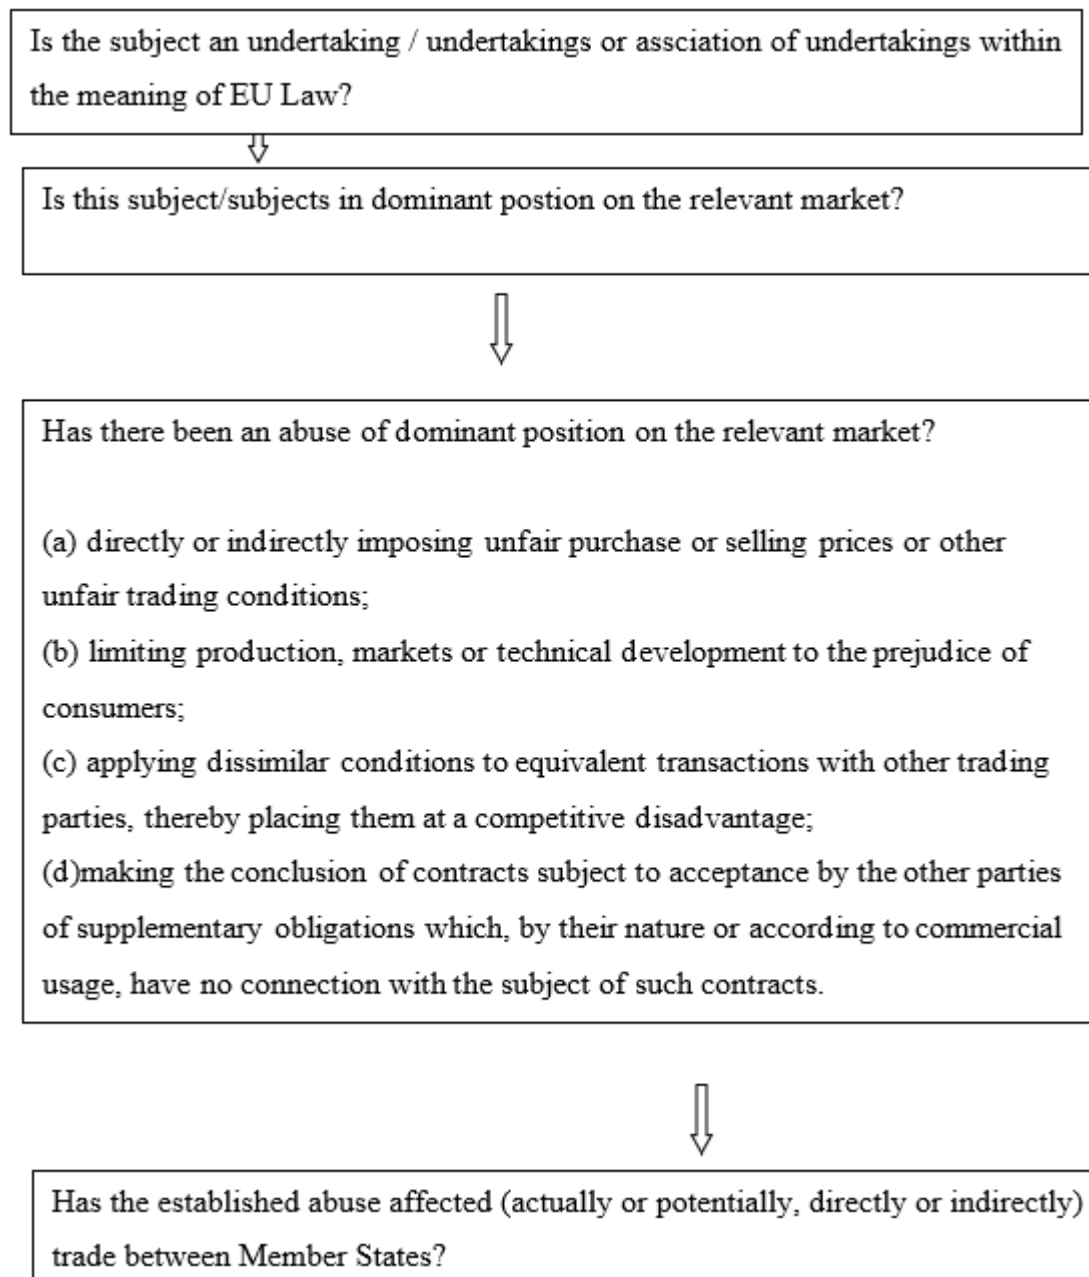 Is the subject an undertaking / undertakings or assciation of undertakings within
the meaning of EU Law?
Is this subject/subjects in dominant postion on the relevant market?
Has there been an abuse of dominant position on the relevant market?
(a) directly or indirectly imposing unfair purchase or selling prices or other
unfair trading conditions;
(b) limiting production, markets or technical development to the prejudice of
consumers;
(c) applying dissimilar conditions to equivalent transactions with other trading
parties, thereby placing them at a competitive disadvantage;
(d)making the conclusion of contracts subject to acceptance by the other parties
of supplementary obligations which, by their nature or according to commercial
usage, have no connection with the subject of such contracts.
Has the established abuse affected (actually or potentially, directly or indirectly)
trade between Member States?